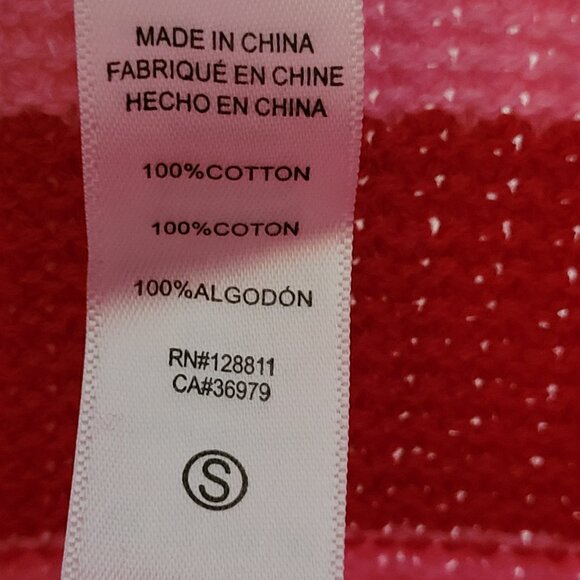 MADE IN CHINA
FABRIQUÉ EN CHINE
HECHO EN CHINA
100%COTTON
100%COTON
100%ALGODÓN
RN#128811
CA#36979
S